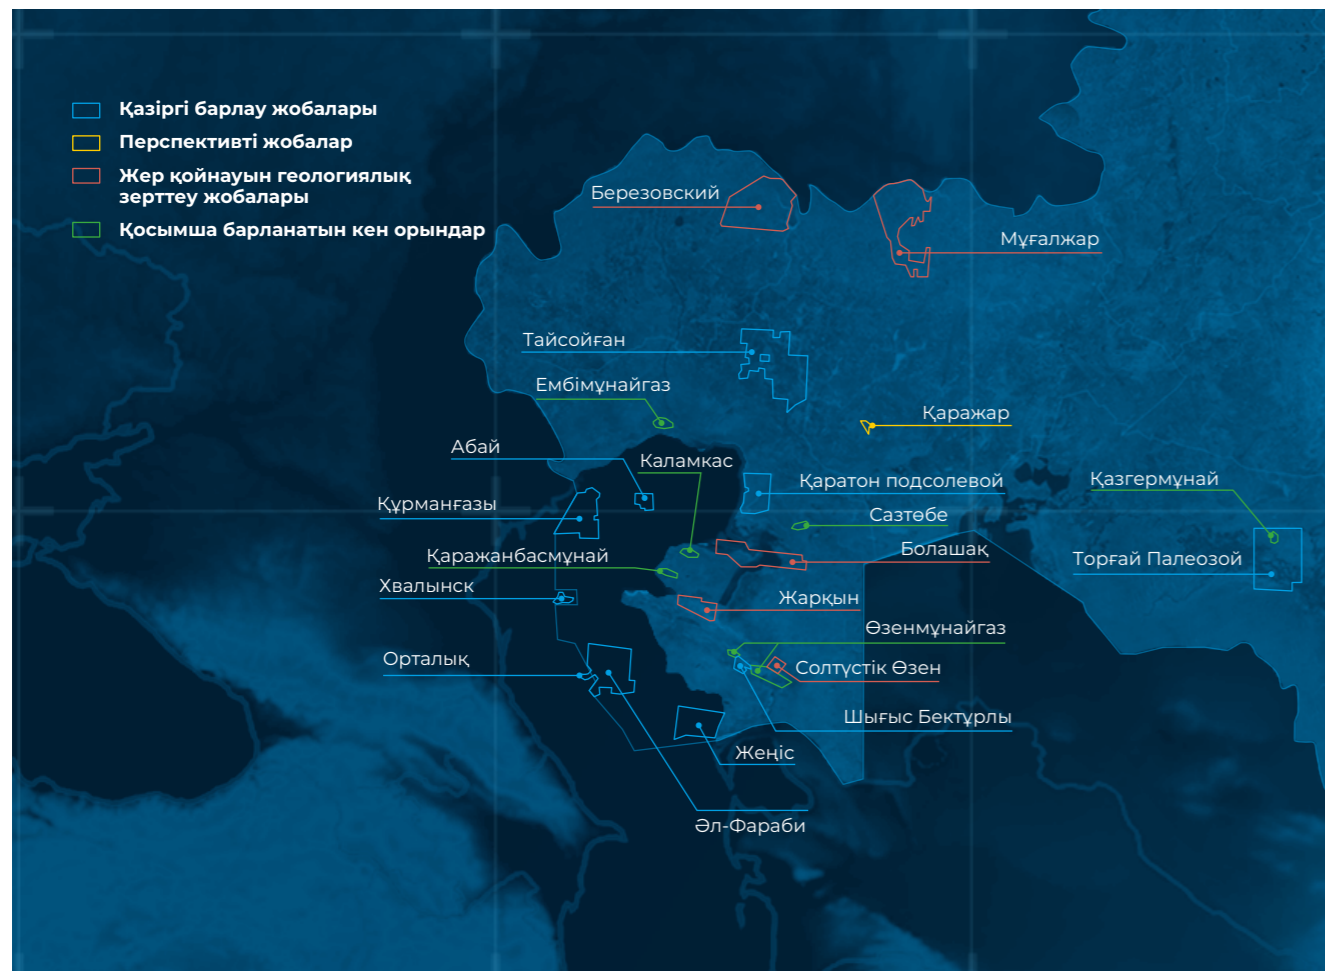 Қазіргі барлау жобалары
Перспективті жобалар
Жер қойнауын геологиялық
зерттеу жобалары
Қосымша барланатын кен орындар
Березовский
Мұғалжар
Тайсойған
Ембімұнайгаз
Қаражар
Абай
Каламкас
Қаратон подсолевой
Қазгермұнай
Құрманғазы
Сазтөбе
Қаражанбасмұнай
Болашақ
Торғай Палеозой
Хвалынск
Жарқын
Өзенмұнайгаз
Орталық
Солтүстік Өзен
Шығыс Бектұрлы
Жеңіс
Әл-Фараби